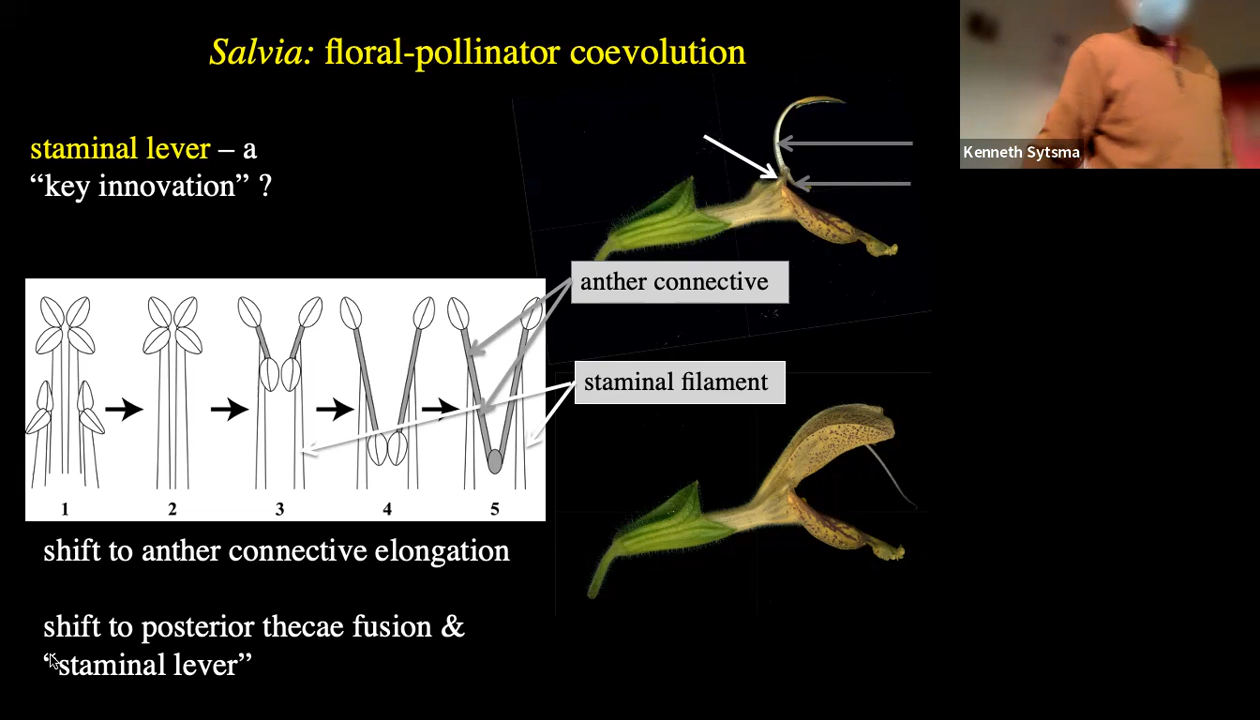 Salvia: floral-pollinator coevolution
Kenneth Sytsma
staminal lever – a
“key innovation” ?
anther connective
staminal filament
1 2 3 4 5
shift to anther connective elongation
shift to posterior thecae fusion &
“staminal lever”